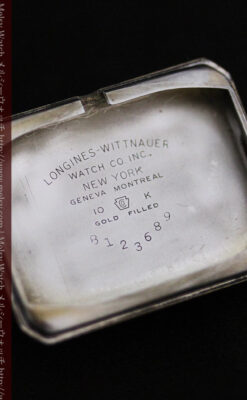 LONGINES-WITTNAUER
WATCH CO INC.
NEW YORK
GENEVA MONTREAL
10 K
GOLD FILLED
B123689